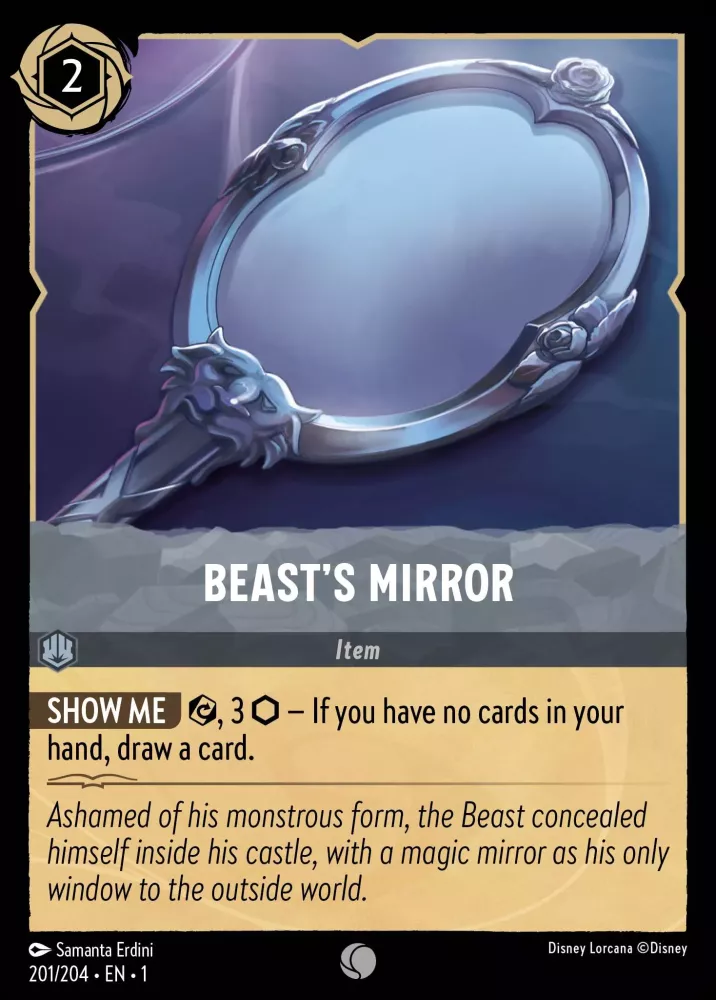 2
BEAST'S MIRROR
Item
SHOW ME , 3 – If you have no cards in your
hand, draw a card.
Ashamed of his monstrous form, the Beast concealed
himself inside his castle, with a magic mirror as his only
window to the outside world.
Samanta Erdini
Disney Lorcana ©Disney
201/204 • EN • 1